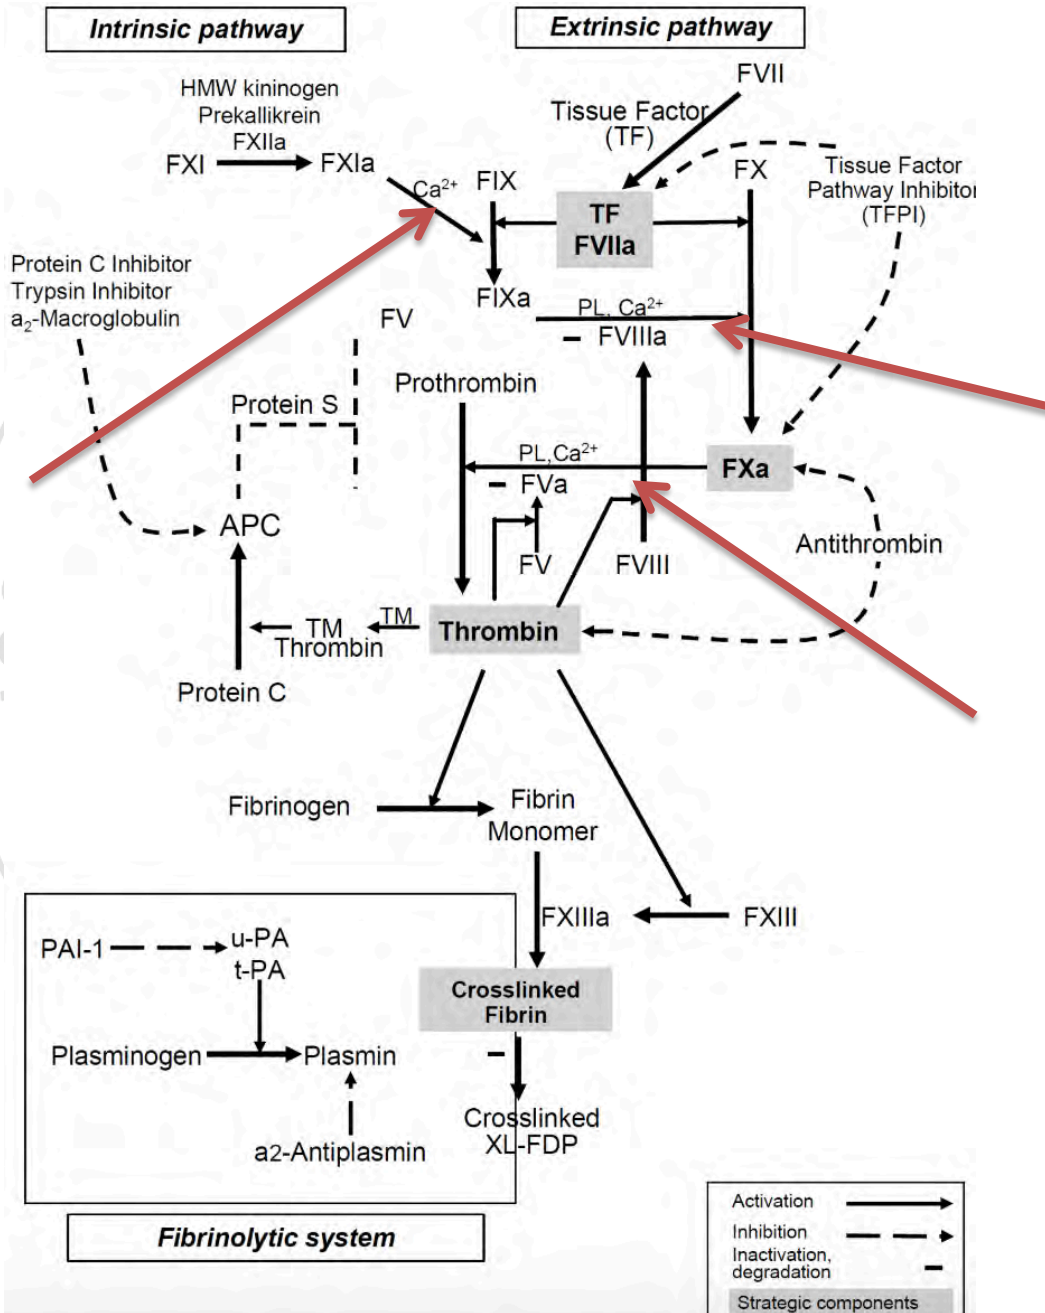 Intrinsic pathway
Extrinsic pathway
HMW kininogen
Prekallikrein
FXIIa
FXI
FXIa
Ca²⁺
FIX
FVII
Tissue Factor
(TF)
TF
FVIIa
FX
Tissue Factor
Pathway Inhibitor
(TFPI)
Protein C Inhibitor
Trypsin Inhibitor
a₂-Macroglobulin
FIXa
PL, Ca²⁺
- FVIIIa
FV
Prothrombin
Protein S
PL,Ca²⁺
- FVa
FXa
APC
FV
FVIII
Antithrombin
TM
Thrombin
TM
Thrombin
Protein C
Fibrinogen
Fibrin
Monomer
FXIIIa
FXIII
PAI-1
u-PA
t-PA
Crosslinked
Fibrin
Plasminogen
Plasmin
-
a2-Antiplasmin
Crosslinked
XL-FDP
Fibrinolytic system
Activation
Inhibition
Inactivation,
degradation -
Strategic components